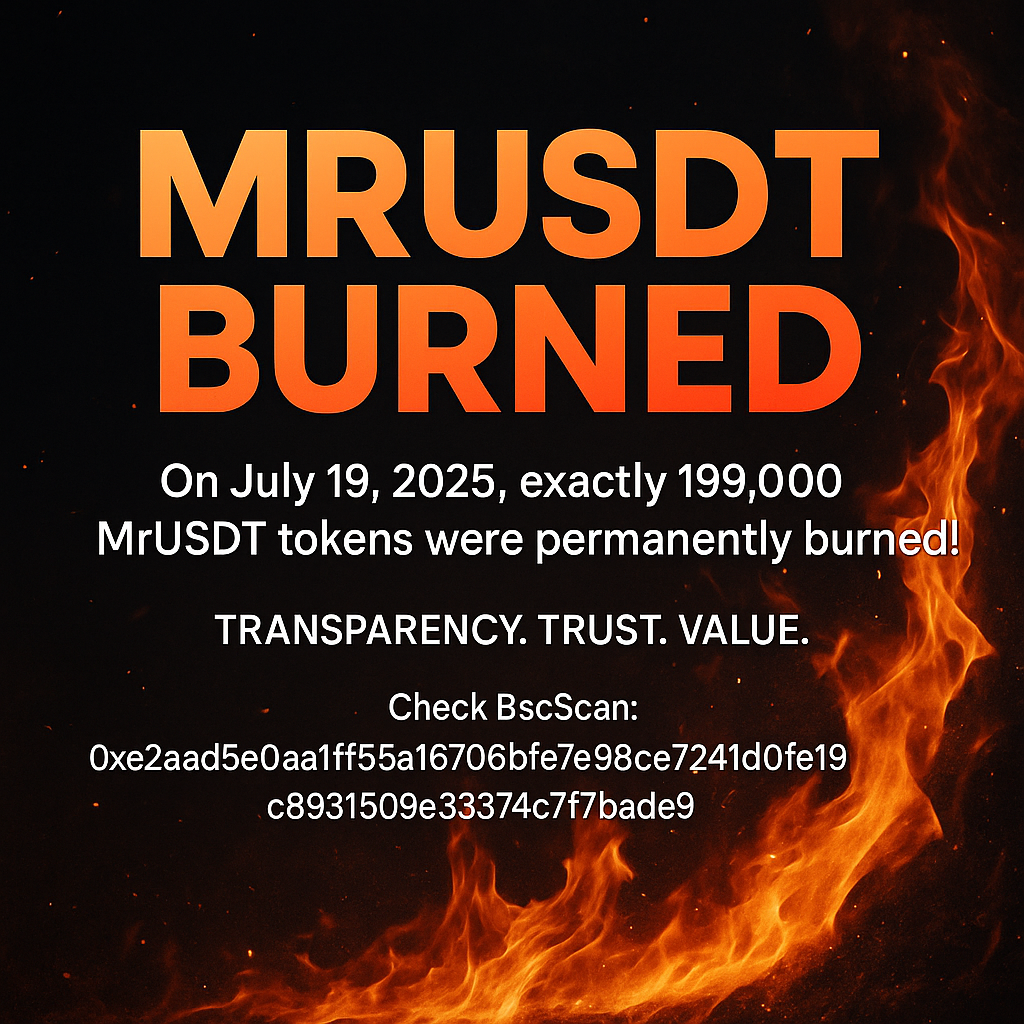 MRUSDT
BURNED
On July 19, 2025, exactly 199,000
MrUSDT tokens were permanently burned!
TRANSPARENCY. TRUST. VALUE.
Check BscScan:
0xe2aad5e0aa1ff55a16706bfe7e98ce7241d0fe19
c8931509e33374c7f7bade9